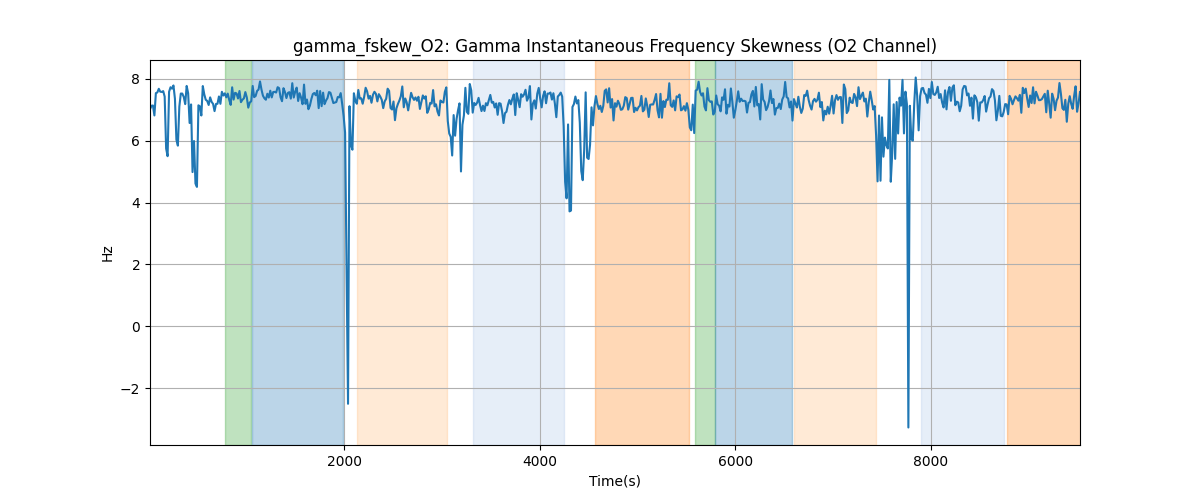 gamma_fskew_O2: Gamma Instantaneous Frequency Skewness (O2 Channel)
8
6
4
2
0
−2
Hz
2000 4000 6000 8000
Time(s)